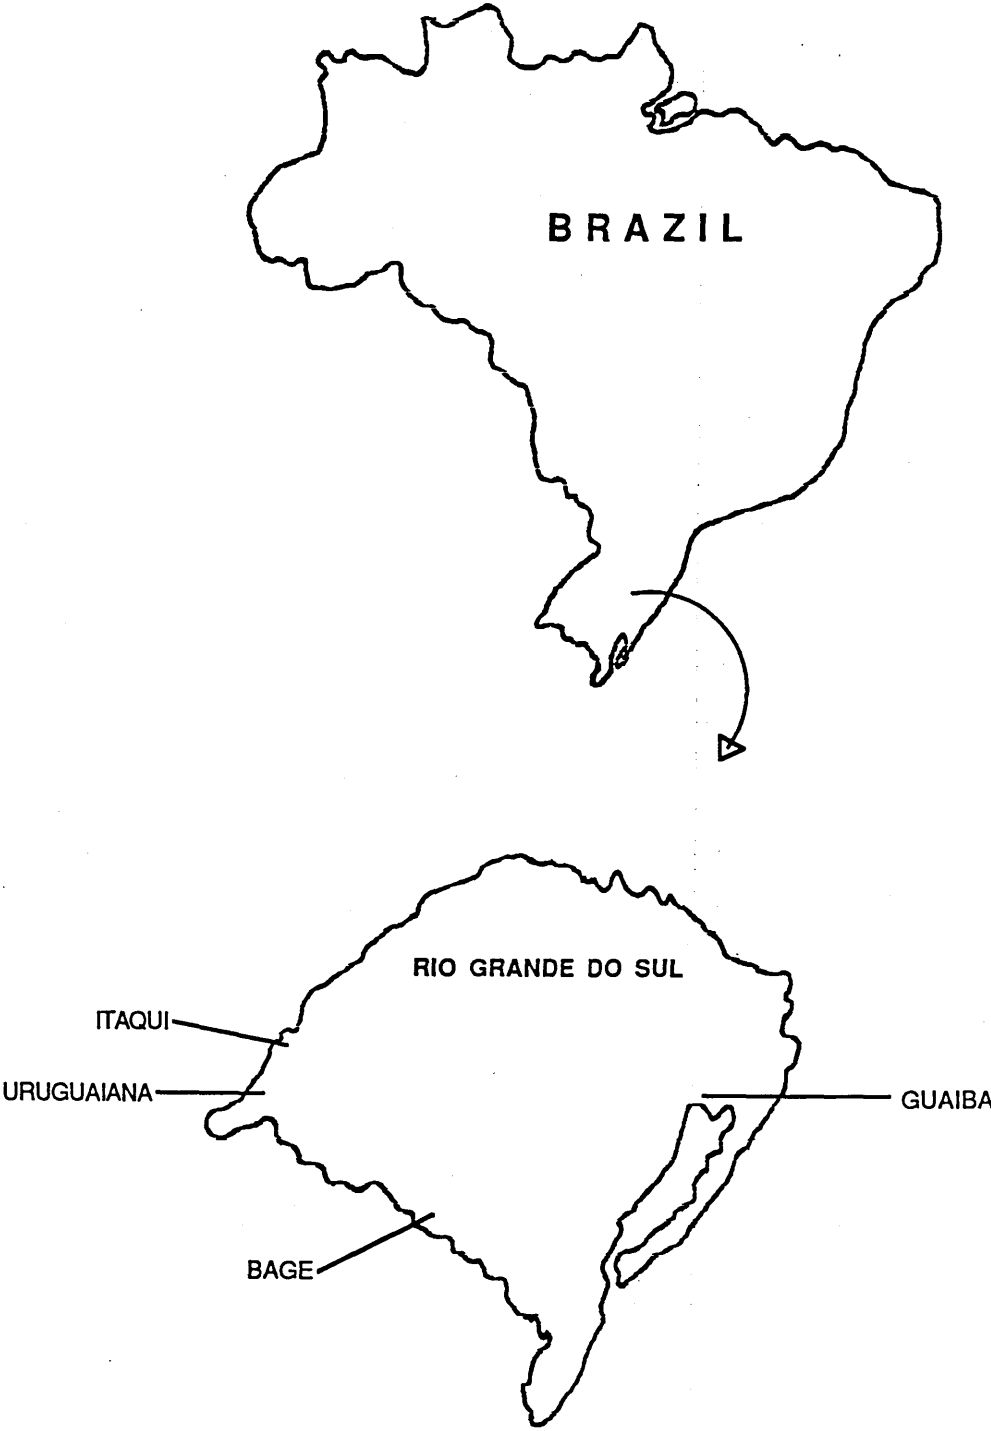 BRAZIL
RIO GRANDE DO SUL
ITAQUI
URUGUAIANA
GUAIBA
BAGE